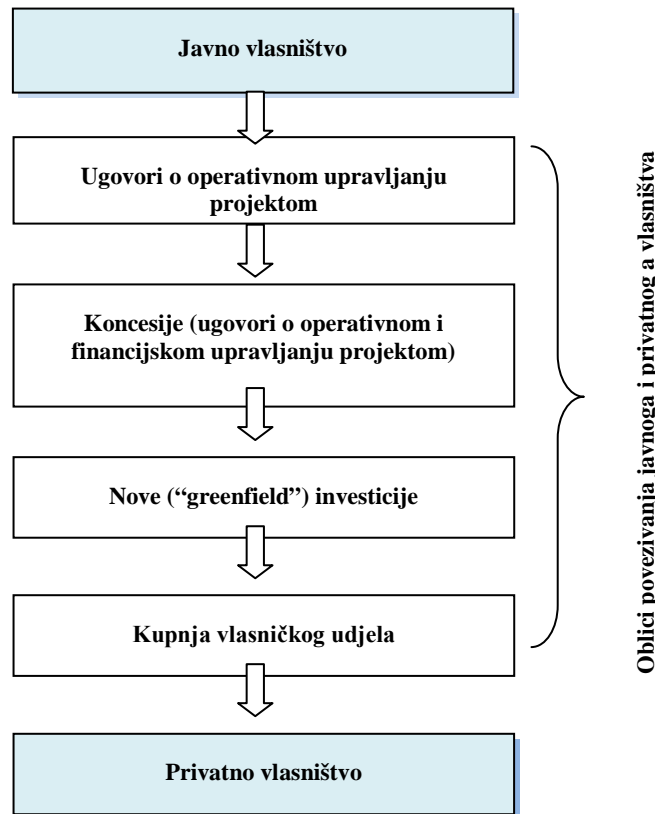 Javno vlasništvo
Ugovori o operativnom upravljanju
projektom
Koncesije (ugovori o operativnom i
financijskom upravljanju projektom)
Nove (“greenfield”) investicije
Kupnja vlasničkog udjela
Privatno vlasništvo
Oblici povezivanja javnoga i privatnog a vlasništva